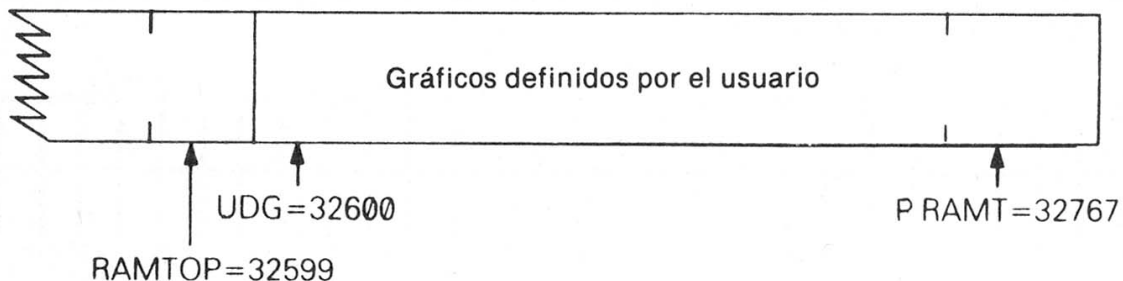 Gráficos definidos por el usuario
UDG=32600
P RAMT=32767
RAMTOP=32599